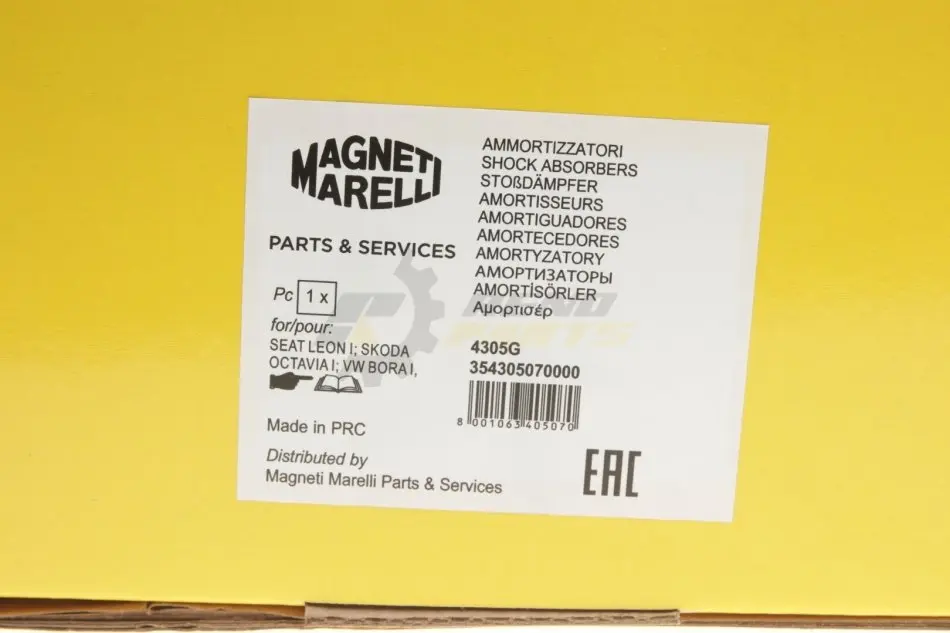 MAGNETI
MARELLI
PARTS & SERVICES
Pc 1 x
for/pour:
SEAT LEON I; SKODA
OCTAVIA I; VW BORA I,
Made in PRC
Distributed by
Magneti Marelli Parts & Services
AMMORTIZZATORI
SHOCK ABSORBERS
STOßDÄMPFER
AMORTISSEURS
AMORTIGUADORES
AMORTECEDORES
AMORTYZATORY
АМОРТИЗАТОРЫ
AMORTİSÖRLER
Αμορτισέρ
4305G
354305070000
8 001063 405070
EAC
PARTS